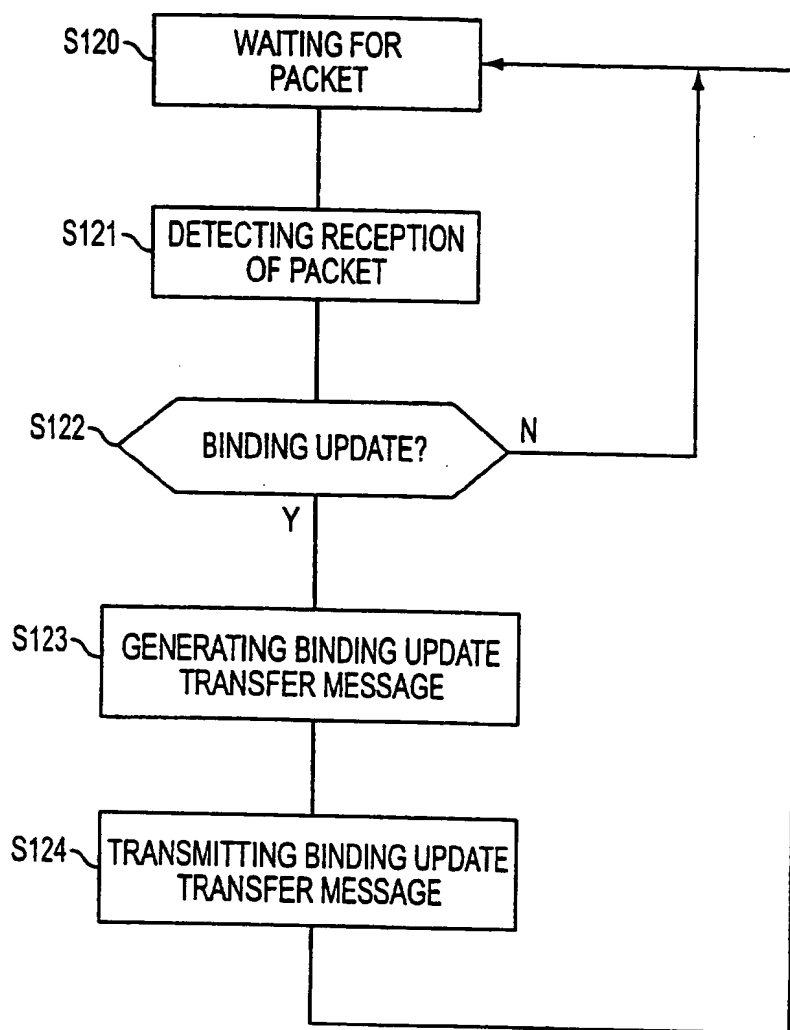 S120
WAITING FOR
PACKET
S121
DETECTING RECEPTION
OF PACKET
S122
BINDING UPDATE?
N
Y
S123
GENERATING BINDING UPDATE
TRANSFER MESSAGE
S124
TRANSMITTING BINDING UPDATE
TRANSFER MESSAGE